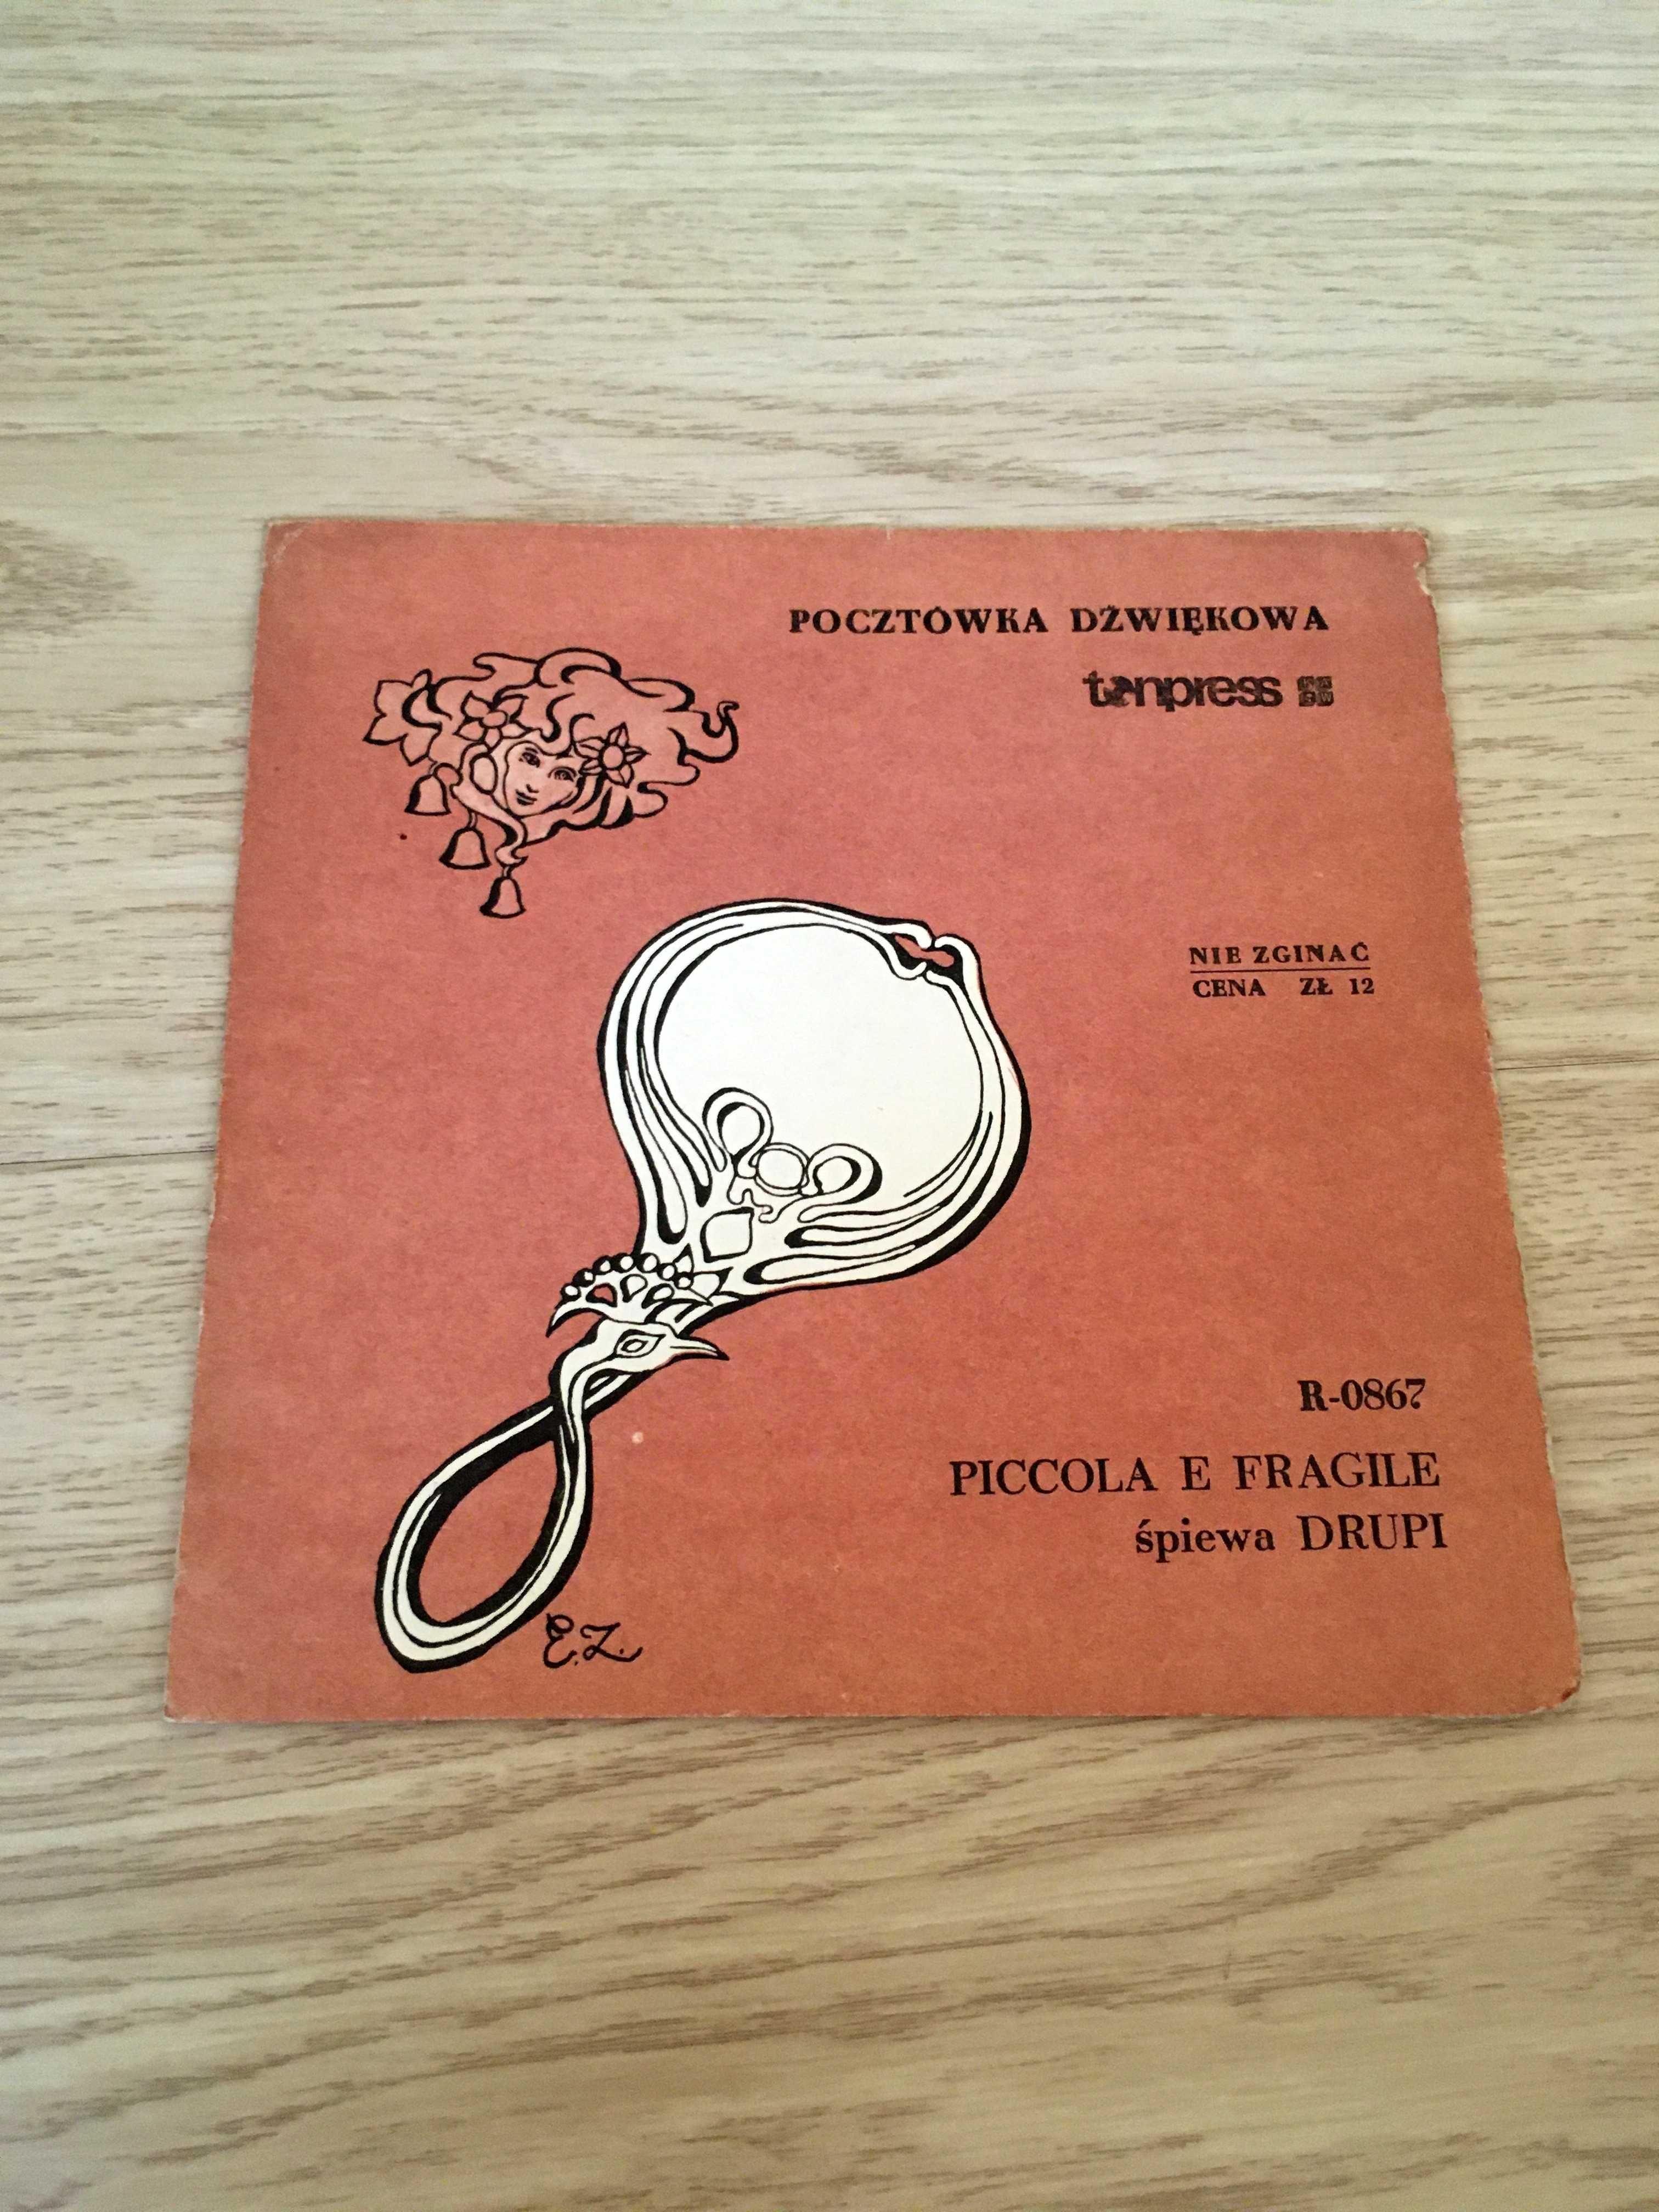 POCZTÓWKA DŹWIĘKOWA
tonpress
NIE ZGINAĆ
CENA ZŁ 12
R-0867
PICCOLA E FRAGILE
śpiewa DRUPI
E.Z.